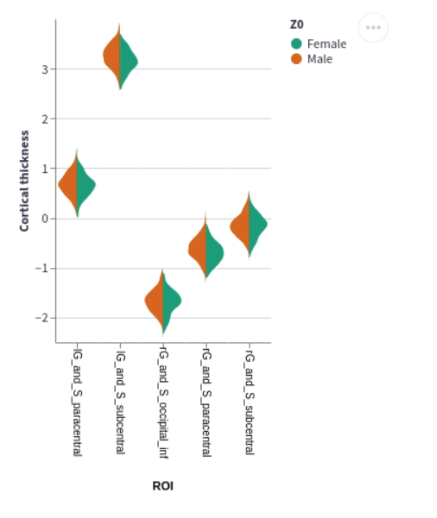 Z0
Female
Male
Cortical thickness
3
2
1
0
−1
−2
lG_and_S_paracentral
lG_and_S_subcentral
rG_and_S_occipital_inf
rG_and_S_paracentral
rG_and_S_subcentral
ROI